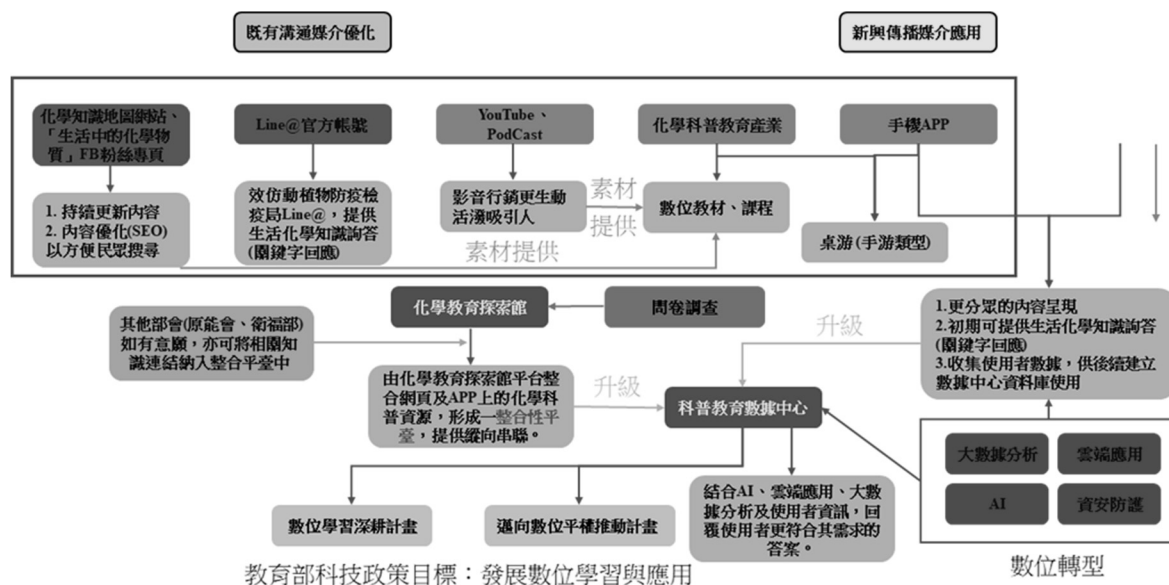 既有溝通媒介優化
新興傳播媒介應用
化學知識地圖網站、
「生活中的化學物
質」FB粉絲專頁
Line@官方帳號
YouTube、
PodCast
化學科普教育產業
手機APP
1. 持續更新內容
2. 內容優化(SEO)
以方便民眾搜尋
效仿動植物防疫檢
疫局Line@，提供
生活化學知識詢答
(關鍵字回應)
影音行銷更生動
活潑吸引人
素材
提供
數位教材、課程
桌游 (手游類型)
素材提供
化學教育探索館
問卷調查
其他部會(原能會、衛福部)
如有意願，亦可將相關知
識連結納入整合平臺中
升級
1.更分眾的內容呈現
2.初期可提供生活化學知識詢答
(關鍵字回應)
3.收集使用者數據，供後續建立
數據中心資料庫使用
由化學教育探索館平台整
合網頁及APP上的化學科
普資源，形成一整合性平
臺，提供縱向串聯。
升級
科普教育數據中心
大數據分析
雲端應用
AI
資安防護
數位學習深耕計畫
邁向數位平權推動計畫
結合AI、雲端應用、大數
據分析及使用者資訊，回
覆使用者更符合其需求的
答案。
教育部科技政策目標：發展數位學習與應用
數位轉型